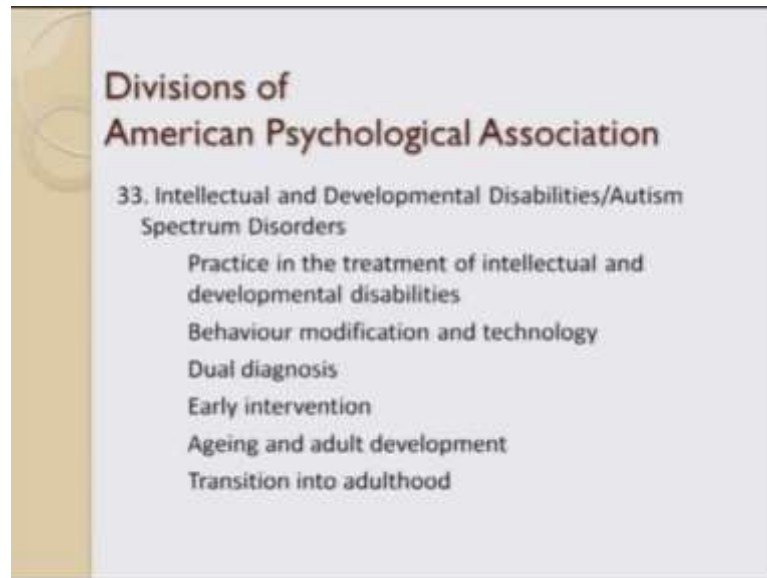 Divisions of
American Psychological Association
33. Intellectual and Developmental Disabilities/Autism
Spectrum Disorders
Practice in the treatment of intellectual and
developmental disabilities
Behaviour modification and technology
Dual diagnosis
Early intervention
Ageing and adult development
Transition into adulthood